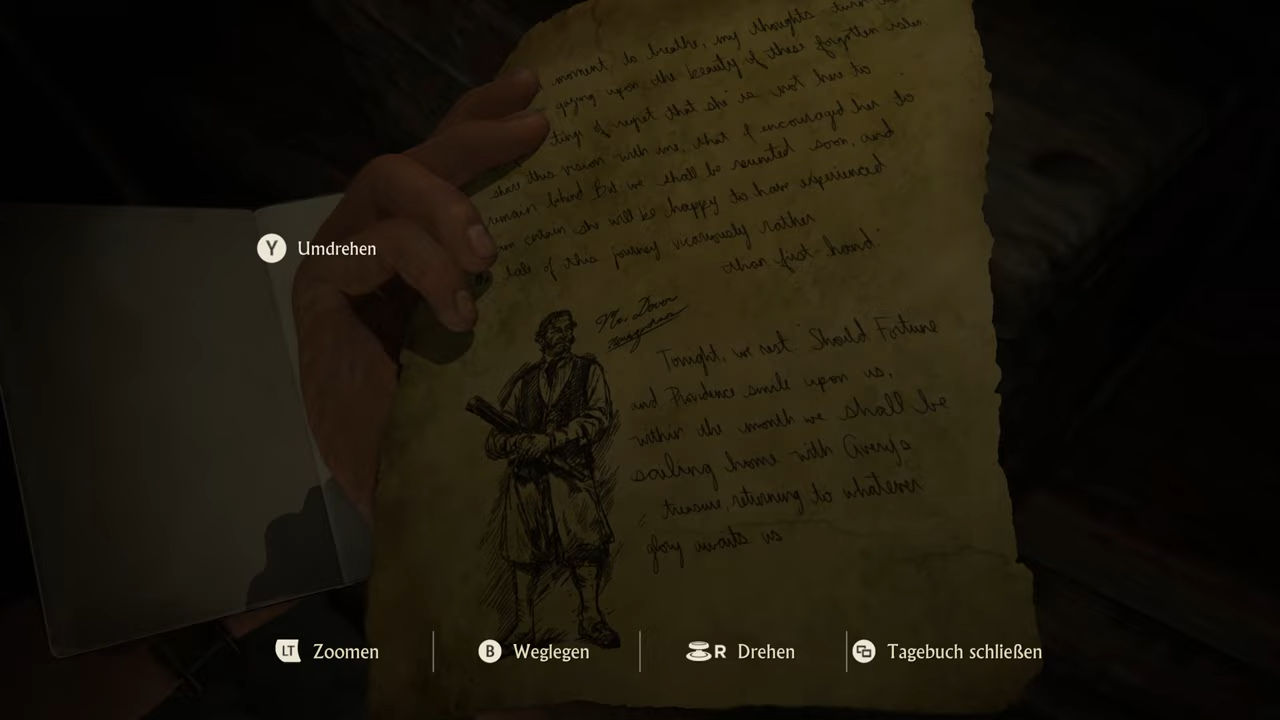 moment to breathe, my thoughts turn
gazing upon the beauty of these forgotten isles
of regret that she is not here to
share this vision with me, that I encouraged her to
remain behind. But we shall be reunited soon, and
certain she will be happy to have experienced
tale of this journey vicariously rather
than first-hand.
Y Umdrehen
Tonight, we rest. Should Fortune
and Providence smile upon us,
within the month we shall be
sailing home with Avery's
treasure, returning to whatever
glory awaits us
LT Zoomen
B Weglegen
R Drehen
Tagebuch schließen